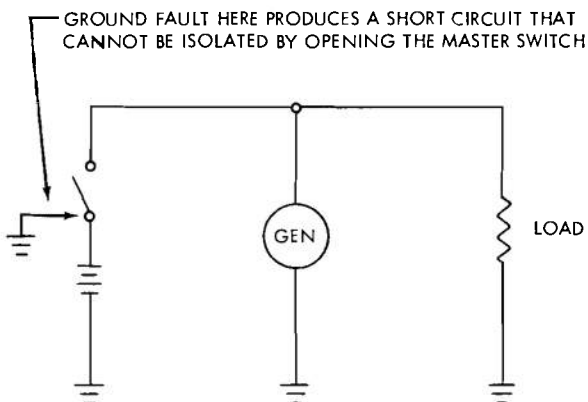 GROUND FAULT HERE PRODUCES A SHORT CIRCUIT THAT
CANNOT BE ISOLATED BY OPENING THE MASTER SWITCH
GEN
LOAD